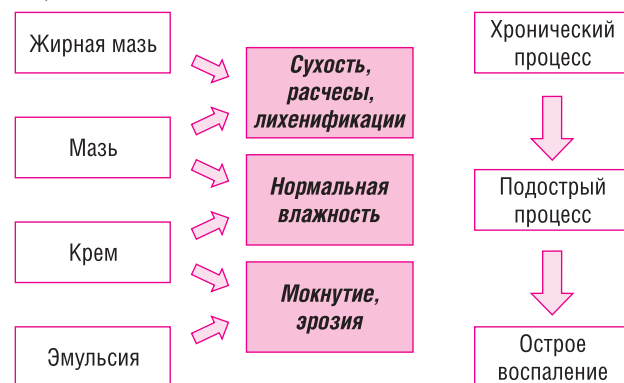 Жирная мазь
Мазь
Крем
Эмульсия
Сухость,
расчесы,
лихенификации
Нормальная
влажность
Мокнутие,
эрозия
Хронический
процесс
Подострый
процесс
Острое
воспаление